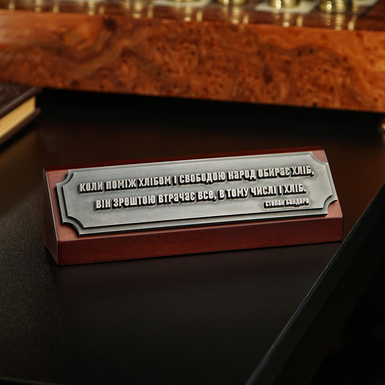 КОЛИ ПОМІЖ ХЛІБОМ І СВОБОДОЮ НАРОД ОБИРАЄ ХЛІБ,
ВІН ЗРЕШТОЮ ВТРАЧАЄ ВСЕ, В ТОМУ ЧИСЛІ І ХЛІБ.
СТЕПАН БАНДЕРА